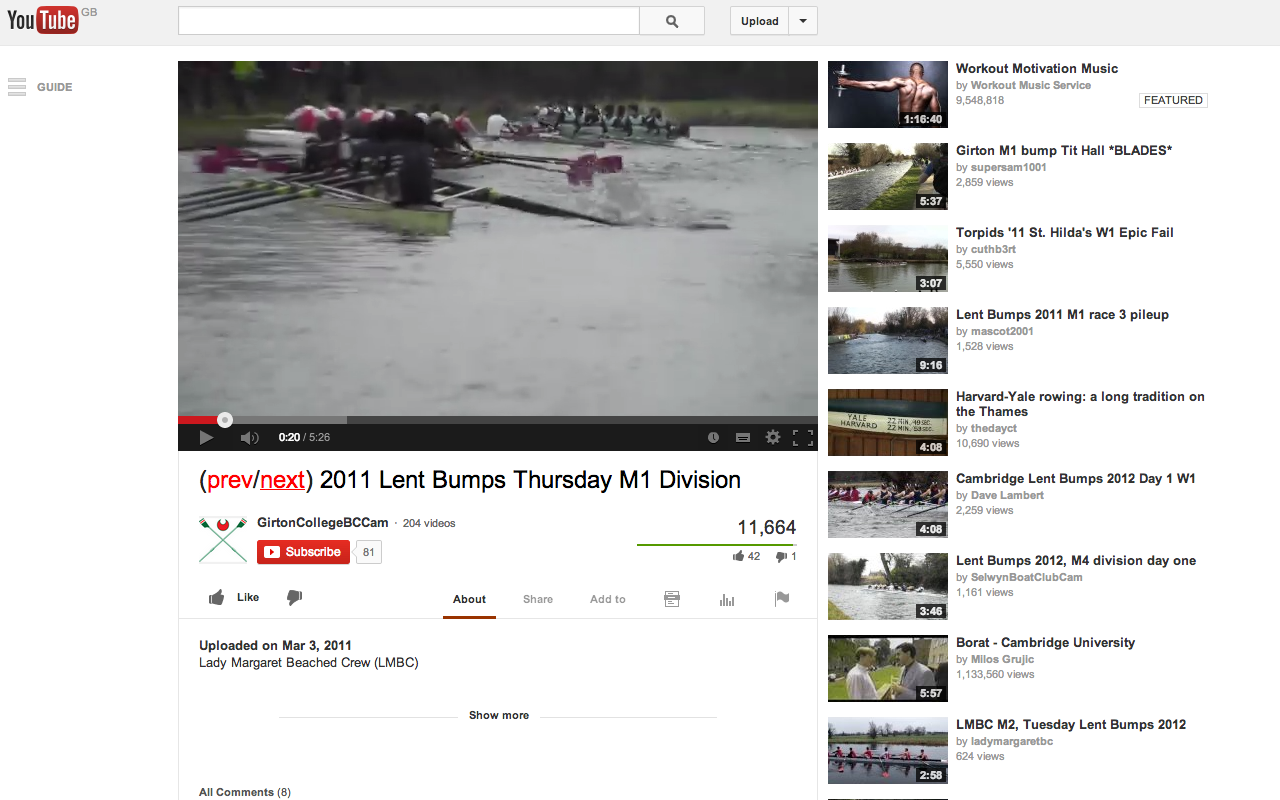 YouTube GB
Upload
GUIDE
0:20 / 5:26
(prev/next) 2011 Lent Bumps Thursday M1 Division
GirtonCollegeBCCam · 204 videos
Subscribe 81
11,664
42 1
Like
About Share Add to
Uploaded on Mar 3, 2011
Lady Margaret Beached Crew (LMBC)
Show more
All Comments (8)
1:16:40
Workout Motivation Music
by Workout Music Service
9,548,818
FEATURED
5:37
Girton M1 bump Tit Hall *BLADES*
by supersam1001
2,859 views
3:07
Torpids '11 St. Hilda's W1 Epic Fail
by cuthb3rt
5,550 views
9:16
Lent Bumps 2011 M1 race 3 pileup
by mascot2001
1,528 views
YALE
HARVARD
4:08
Harvard-Yale rowing: a long tradition on
the Thames
by thedayct
10,690 views
4:08
Cambridge Lent Bumps 2012 Day 1 W1
by Dave Lambert
2,259 views
3:46
Lent Bumps 2012, M4 division day one
by SelwynBoatClubCam
1,161 views
5:57
Borat - Cambridge University
by Milos Grujic
1,133,560 views
2:58
LMBC M2, Tuesday Lent Bumps 2012
by ladymargaretbc
624 views